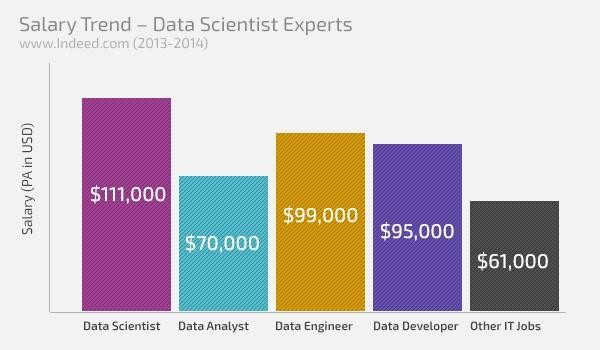 Salary Trend – Data Scientist Experts
www.Indeed.com (2013-2014)
Salary (PA in USD)
$111,000
$70,000
$99,000
$95,000
$61,000
Data Scientist
Data Analyst
Data Engineer
Data Developer
Other IT Jobs